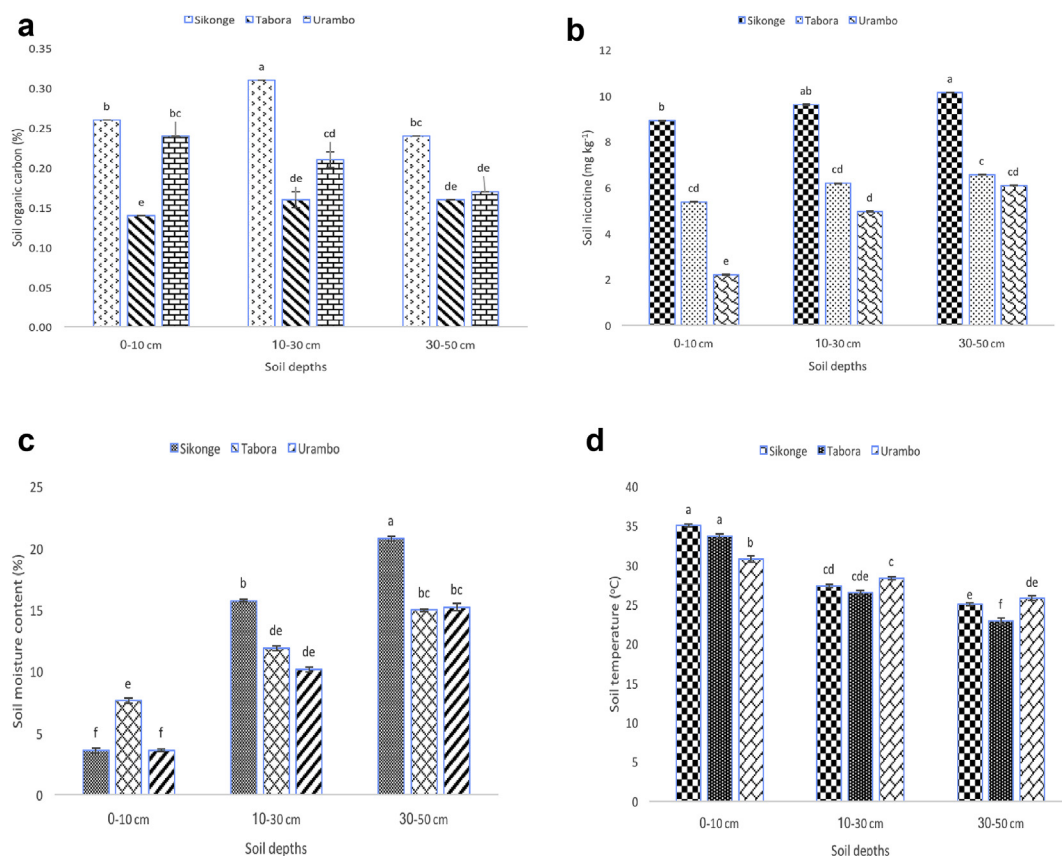 a
Sikonge Tabora Urambo
Soil organic carbon (%)
0.35
0.30
0.25
0.20
0.15
0.10
0.05
0.00
b e bc
a de cd
bc de de
0-10 cm 10-30 cm 30-50 cm
Soil depths
b
Sikonge Tabora Urambo
Soil nicotine (mg kg⁻¹)
12
10
8
6
4
2
0
b cd e
ab cd d
a c cd
0-10 cm 10-30 cm 30-50 cm
Soil depths
c
Sikonge Tabora Urambo
Soil moisture content (%)
25
20
15
10
5
0
f e f
b de de
a bc bc
0-10 cm 10-30 cm 30-50 cm
Soil depths
d
Sikonge Tabora Urambo
Soil temperature (°C)
40
35
30
25
20
15
10
5
0
a a b
cd cde c
e f de
0-10 cm 10-30 cm 30-50 cm
Soil depths